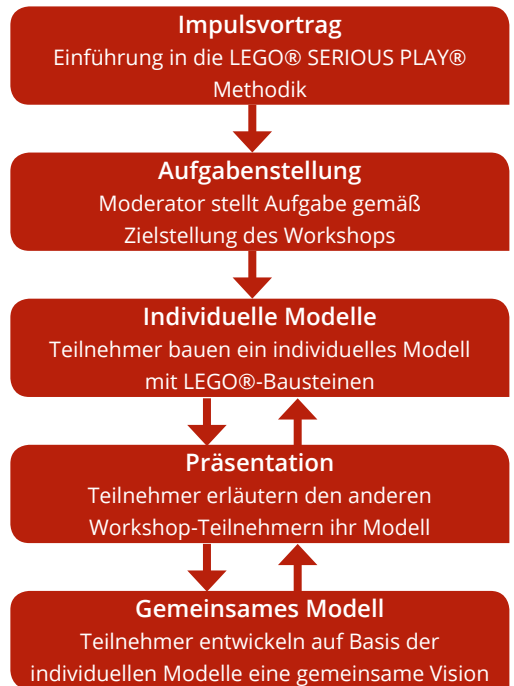 Impulsvortrag
Einführung in die LEGO® SERIOUS PLAY®
Methodik
Aufgabenstellung
Moderator stellt Aufgabe gemäß
Zielstellung des Workshops
Individuelle Modelle
Teilnehmer bauen ein individuelles Modell
mit LEGO®-Bausteinen
Präsentation
Teilnehmer erläutern den anderen
Workshop-Teilnehmern ihr Modell
Gemeinsames Modell
Teilnehmer entwickeln auf Basis der
individuellen Modelle eine gemeinsame Vision